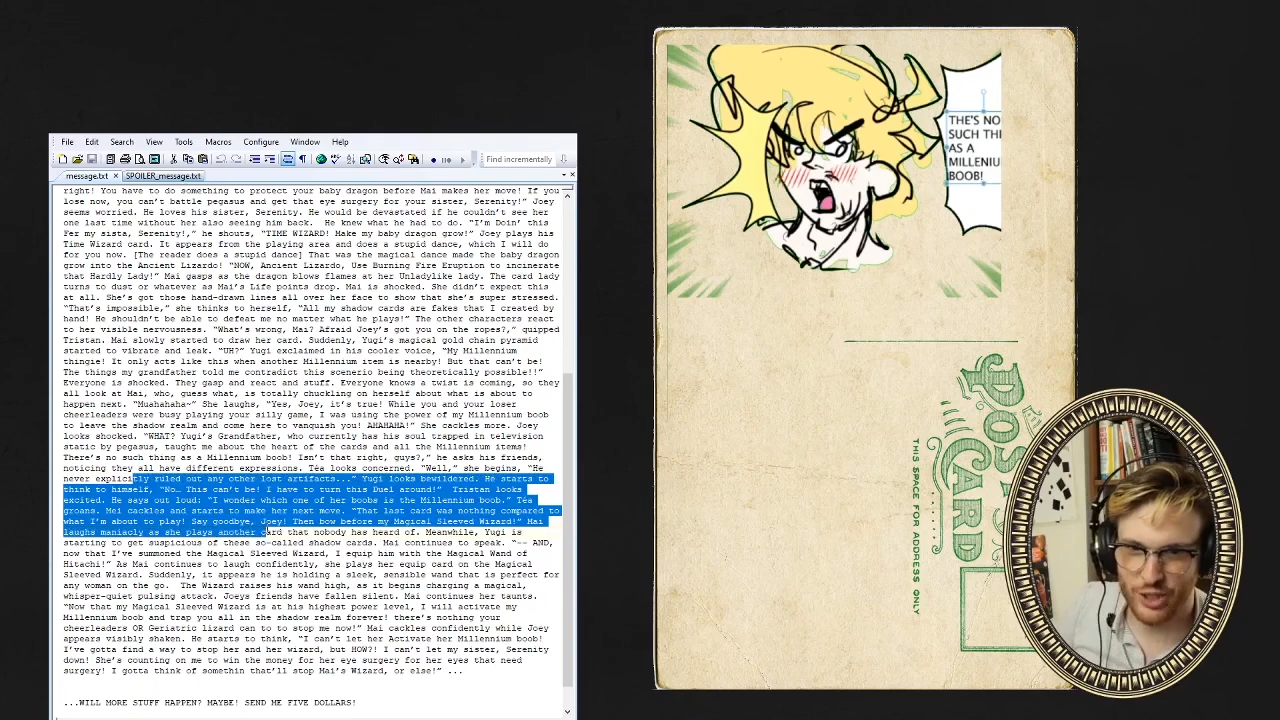 File Edit Search View Tools Macros Configure Window Help
Find incrementally
message.txt SPOILER_message.txt
right! You have to do something to protect your baby dragon before Mai makes her move! If you
lose now, you can't battle pegasus and get that eye surgery for your sister, Serenity!" Joey
seems worried. He loves his sister, Serenity. He would be devastated if he couldn't see her
one last time without her also seeing him back.  He knew what he had to do. "I'm Doin' this
Fer my sista, Serenity!," he shouts, "TIME WIZARD! Make my baby dragon grow!" Joey plays his
Time Wizard card. It appears from the playing area and does a stupid dance, which I will do
for you now. [The reader does a stupid dance] That was the magical dance made the baby dragon
grow into the Ancient Lizardo! "NOW, Ancient Lizardo, Use Burning Fire Eruption to incinerate
that Hardly Lady!" Mai gasps as the dragon blows flames at her Unladylike lady. The card lady
turns to dust or whatever as Mai's Life points drop. Mai is shocked. She didn't expect this
at all. She's got those hand-drawn lines all over her face to show that she's super stressed.
"That's impossible," she thinks to herself, "All my shadow cards are fakes that I created by
hand! He shouldn't be able to defeat me no matter what he plays!" The other characters react
to her visible nervousness. "What's wrong, Mai? Afraid Joey's got you on the ropes?," quipped
Tristan. Mai slowly started to draw her card. Suddenly, Yugi's magical gold chain pyramid
started to vibrate and leak. "UH?" Yugi exclaimed in his cooler voice, "My Millennium
thingie! It only acts like this when another Millennium item is nearby! But that can't be!
The things my grandfather told me contradict this scenerio being theoretically possible!!"
Everyone is shocked. They gasp and react and stuff. Everyone knows a twist is coming, so they
all look at Mai, who, guess what, is totally chuckling on herself about what is about to
happen next. "Muahahaha~" She laughs, "Yes, Joey, it's true! While you and your loser
cheerleaders were busy playing your silly game, I was using the power of my Millennium boob
to leave the shadow realm and come here to vanquish you! AHAHAHA!" She cackles more. Joey
looks shocked. "WHAT? Yugi's Grandfather, who currently has his soul trapped in television
static by pegasus, taught me about the heart of the cards and all the Millennium items!
There's no such thing as a Millennium boob! Isn't that right, guys?," he asks his friends,
noticing they all have different expressions. Téa looks concerned. "Well," she begins, "He
never explicitly ruled out any other lost artifacts..." Yugi looks bewildered. He starts to
think to himself, "No… This can't be! I have to turn this Duel around!"  Tristan looks
excited. He says out loud: "I wonder which one of her boobs is the Millennium boob." Téa
groans. Mei cackles and starts to make her next move. "That last card was nothing compared to
what I'm about to play! Say goodbye, Joey! Then bow before my Magical Sleeved Wizard!" Mai
laughs maniacly as she plays another card that nobody has heard of. Meanwhile, Yugi is
starting to get suspicious of these so-called shadow cards. Mai continues to speak. "-- AND,
now that I've summoned the Magical Sleeved Wizard, I equip him with the Magical Wand of
Hitachi!" As Mai continues to laugh confidently, she plays her equip card on the Magical
Sleeved Wizard. Suddenly, it appears he is holding a sleek, sensible wand that is perfect for
any woman on the go.  The Wizard raises his wand high, as it begins charging a magical,
whisper-quiet pulsing attack. Joeys friends have fallen silent. Mai continues her taunts.
"Now that my Magical Sleeved Wizard is at his highest power level, I will activate my
Millennium boob and trap you all in the shadow realm forever! there's nothing your
cheerleaders OR Geriatric lizard can to to stop me now!" Mai cackles confidently while Joey
appears visibly shaken. He starts to think, "I can't let her Activate her Millennium boob!
I've gotta find a way to stop her and her wizard, but HOW?! I can't let my sister, Serenity
down! She's counting on me to win the money for her eye surgery for her eyes that need
surgery! I gotta think of somethin that'll stop Mai's Wizard, or else!" ...
...WILL MORE STUFF HAPPEN? MAYBE! SEND ME FIVE DOLLARS!
THE'S NO
SUCH THI
AS A
MILLENIU
BOOB!
POST
CARD
THIS SPACE FOR ADDRESS ONLY